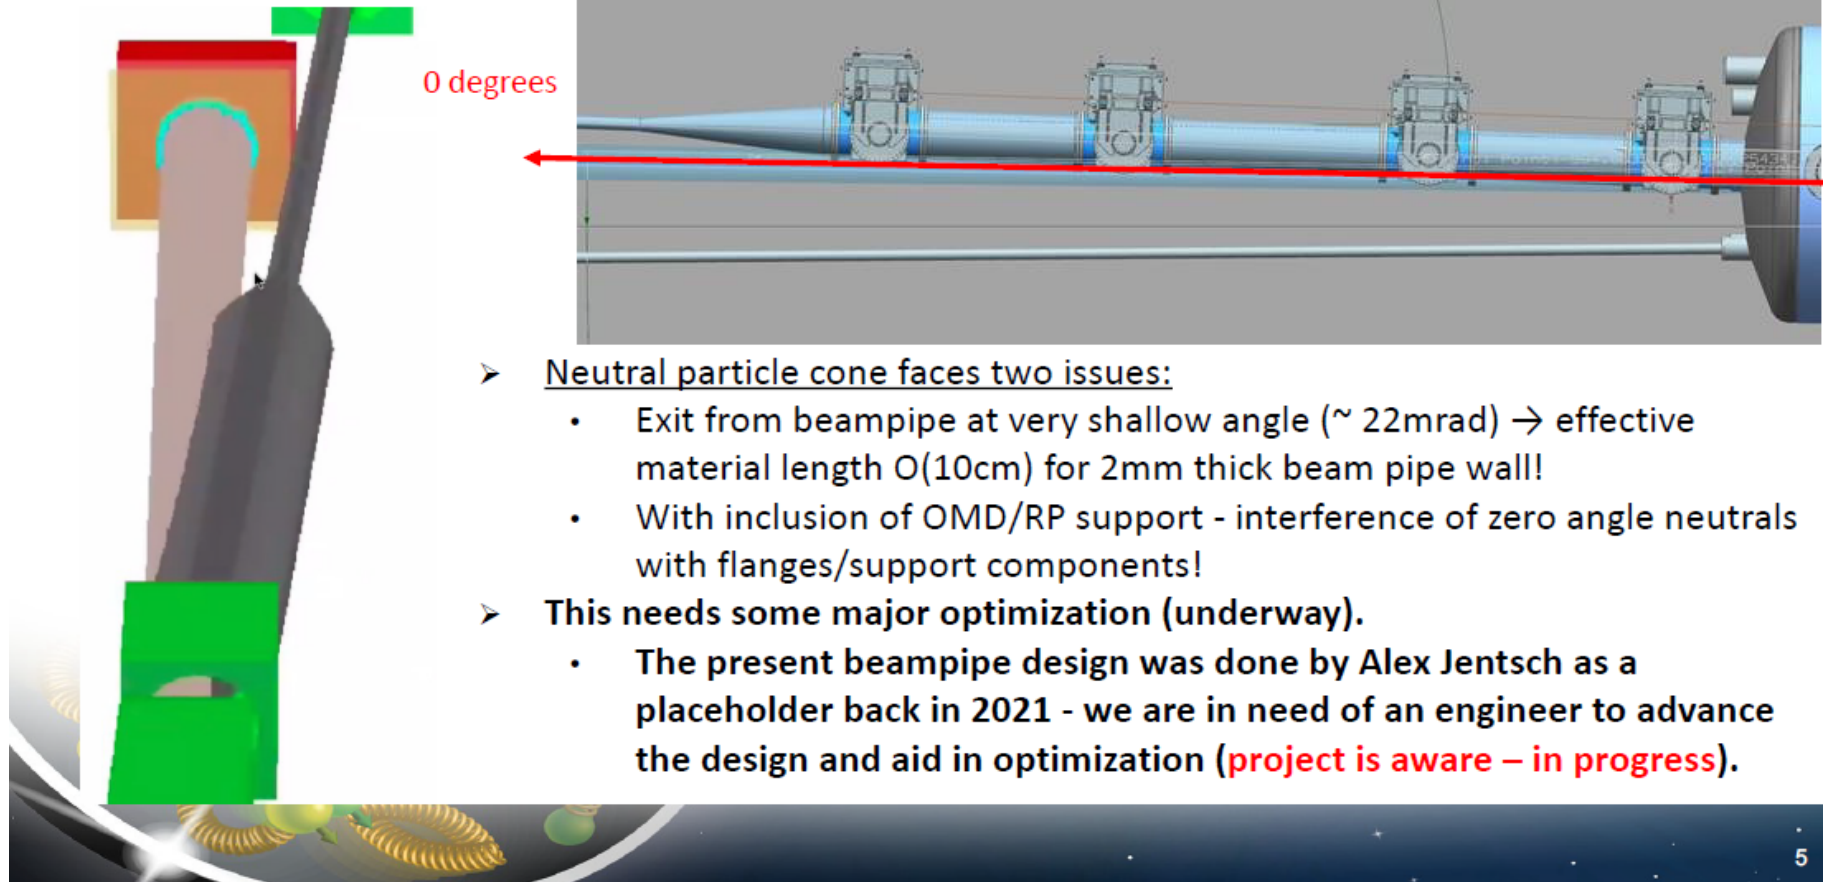 0 degrees
➢ Neutral particle cone faces two issues:
• Exit from beampipe at very shallow angle (~ 22mrad) → effective
material length O(10cm) for 2mm thick beam pipe wall!
• With inclusion of OMD/RP support - interference of zero angle neutrals
with flanges/support components!
➢ This needs some major optimization (underway).
• The present beampipe design was done by Alex Jentsch as a
placeholder back in 2021 - we are in need of an engineer to advance
the design and aid in optimization (project is aware – in progress).
5